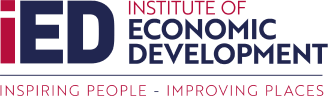 iED
INSTITUTE OF
ECONOMIC
DEVELOPMENT
INSPIRING PEOPLE - IMPROVING PLACES